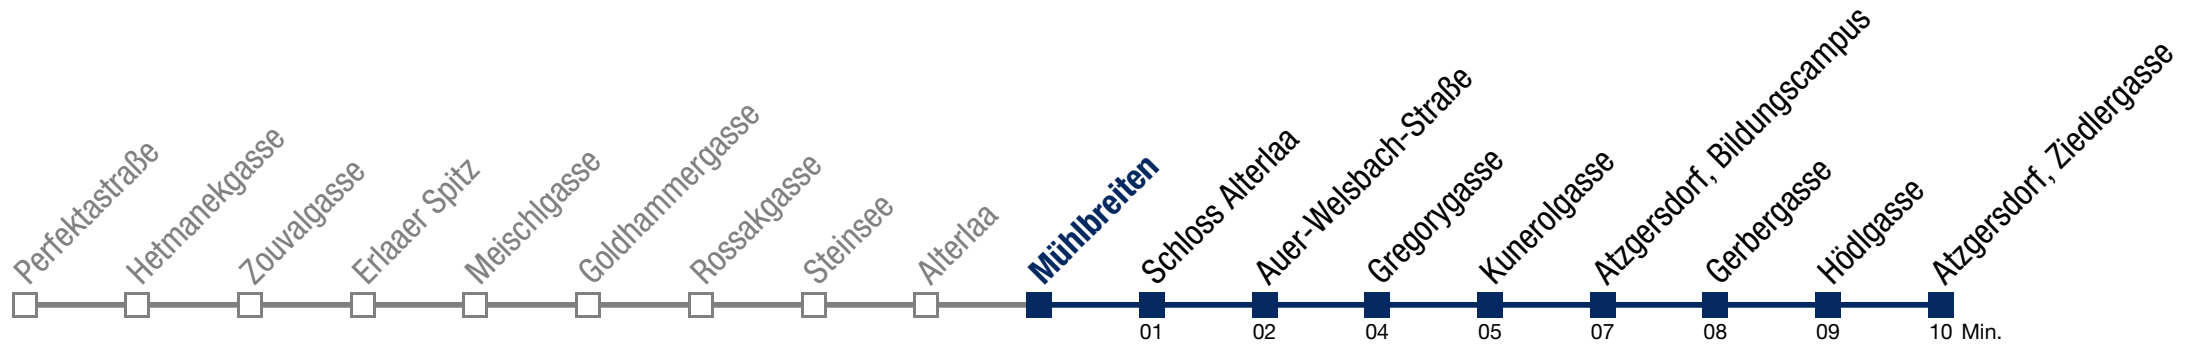 Perfektastraße
Hetmanekgasse
Zouvalgasse
Erlaaer Spitz
Meischlgasse
Goldhammergasse
Rossakgasse
Steinsee
Alterlaa
Mühlbreiten
Schloss Alterlaa
Auer-Welsbach-Straße
Gregorygasse
Kunerolgasse
Atzgersdorf, Bildungscampus
Gerbergasse
Hödlgasse
Atzgersdorf, Ziedlergasse
01 02 04 05 07 08 09 10 Min.